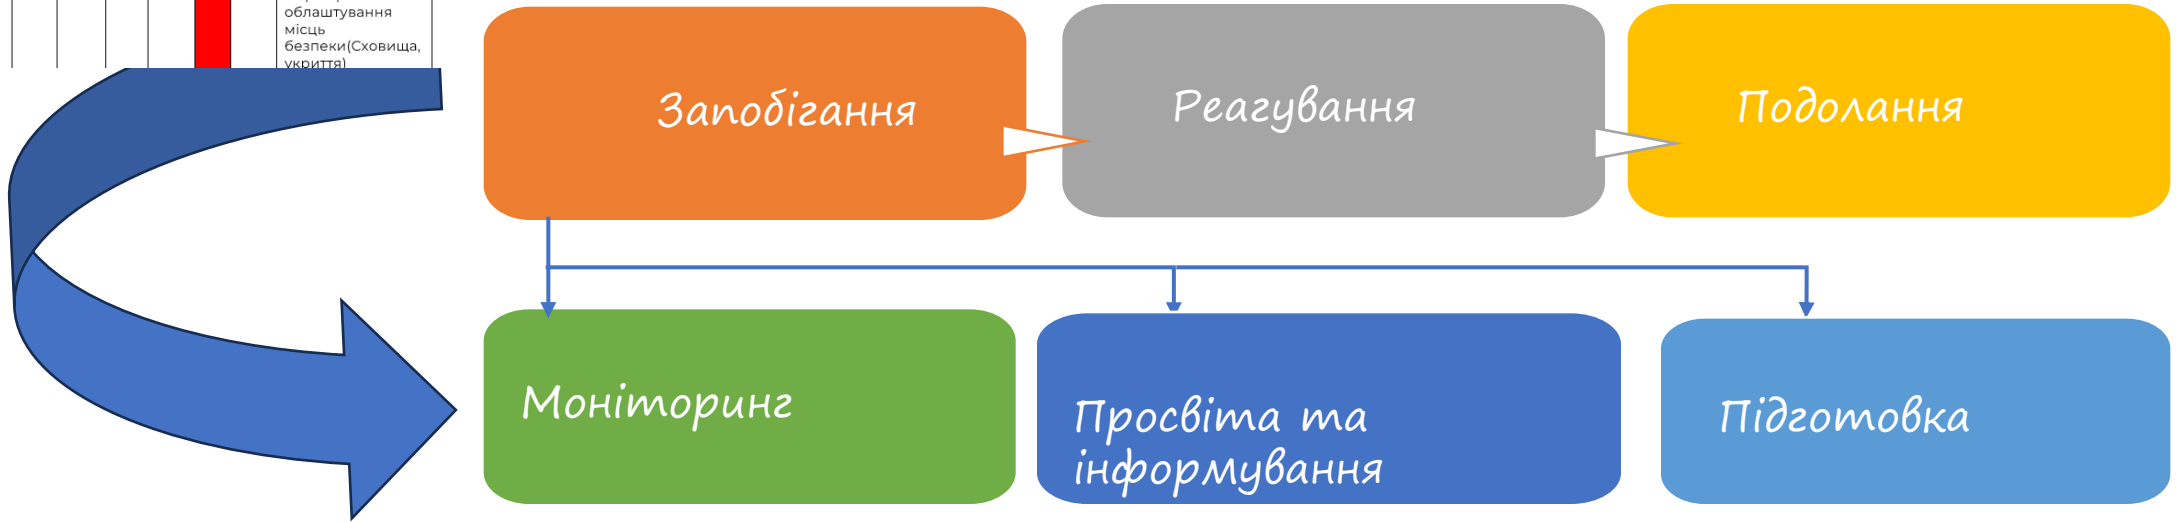 облаштування
місць
безпеки(Сховища,
укриття)
Запобігання
Реагування
Подолання
Моніторинг
Просвіта та
інформування
Підготовка